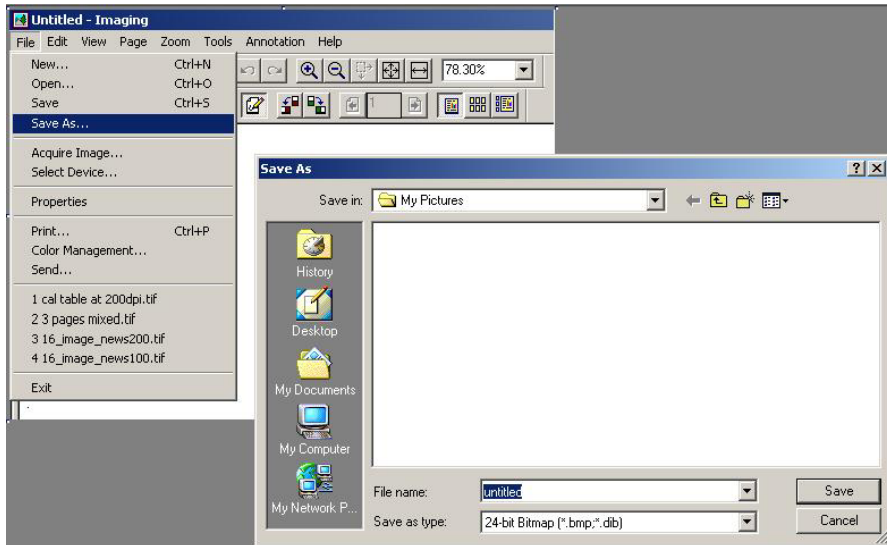 Untitled - Imaging
File Edit View Page Zoom Tools Annotation Help
New... Ctrl+N
Open... Ctrl+O
Save Ctrl+S
Save As...
Acquire Image...
Select Device...
Properties
Print... Ctrl+P
Color Management...
Send...
1 cal table at 200dpi.tif
2 3 pages mixed.tif
3 16_image_news200.tif
4 16_image_news100.tif
Exit
78.30%
1
Save As
Save in: My Pictures
History
Desktop
My Documents
My Computer
My Network P...
File name: untitled
Save as type: 24-bit Bitmap (*.bmp;*.dib)
Save
Cancel